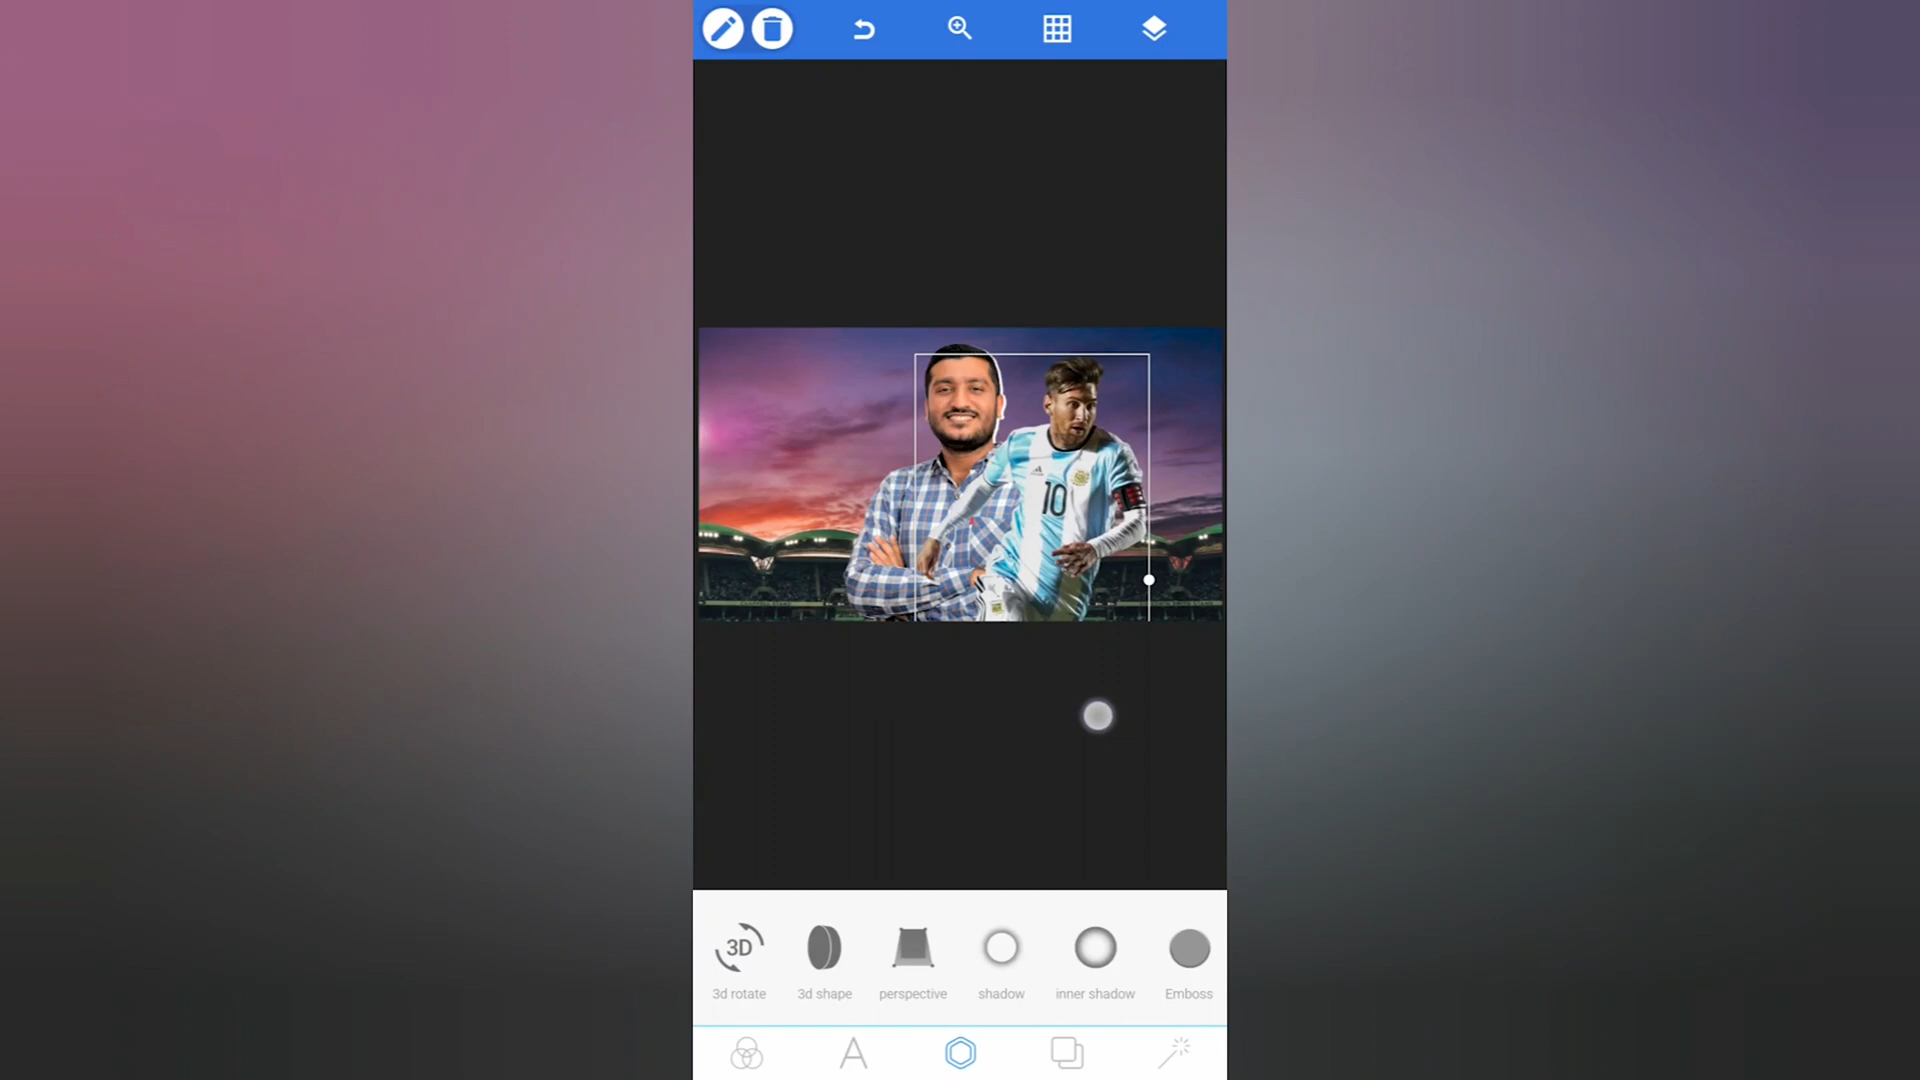 10
3D
3d rotate
3d shape
perspective
shadow
inner shadow
Emboss